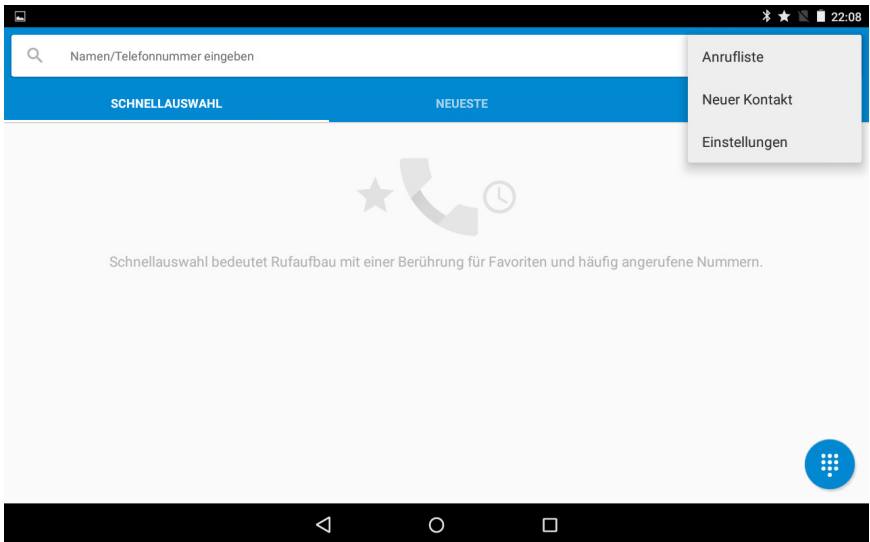 22:08
Namen/Telefonnummer eingeben
Anrufliste
Neuer Kontakt
Einstellungen
SCHNELLAUSWAHL
NEUESTE
Schnellauswahl bedeutet Rufaufbau mit einer Berührung für Favoriten und häufig angerufene Nummern.